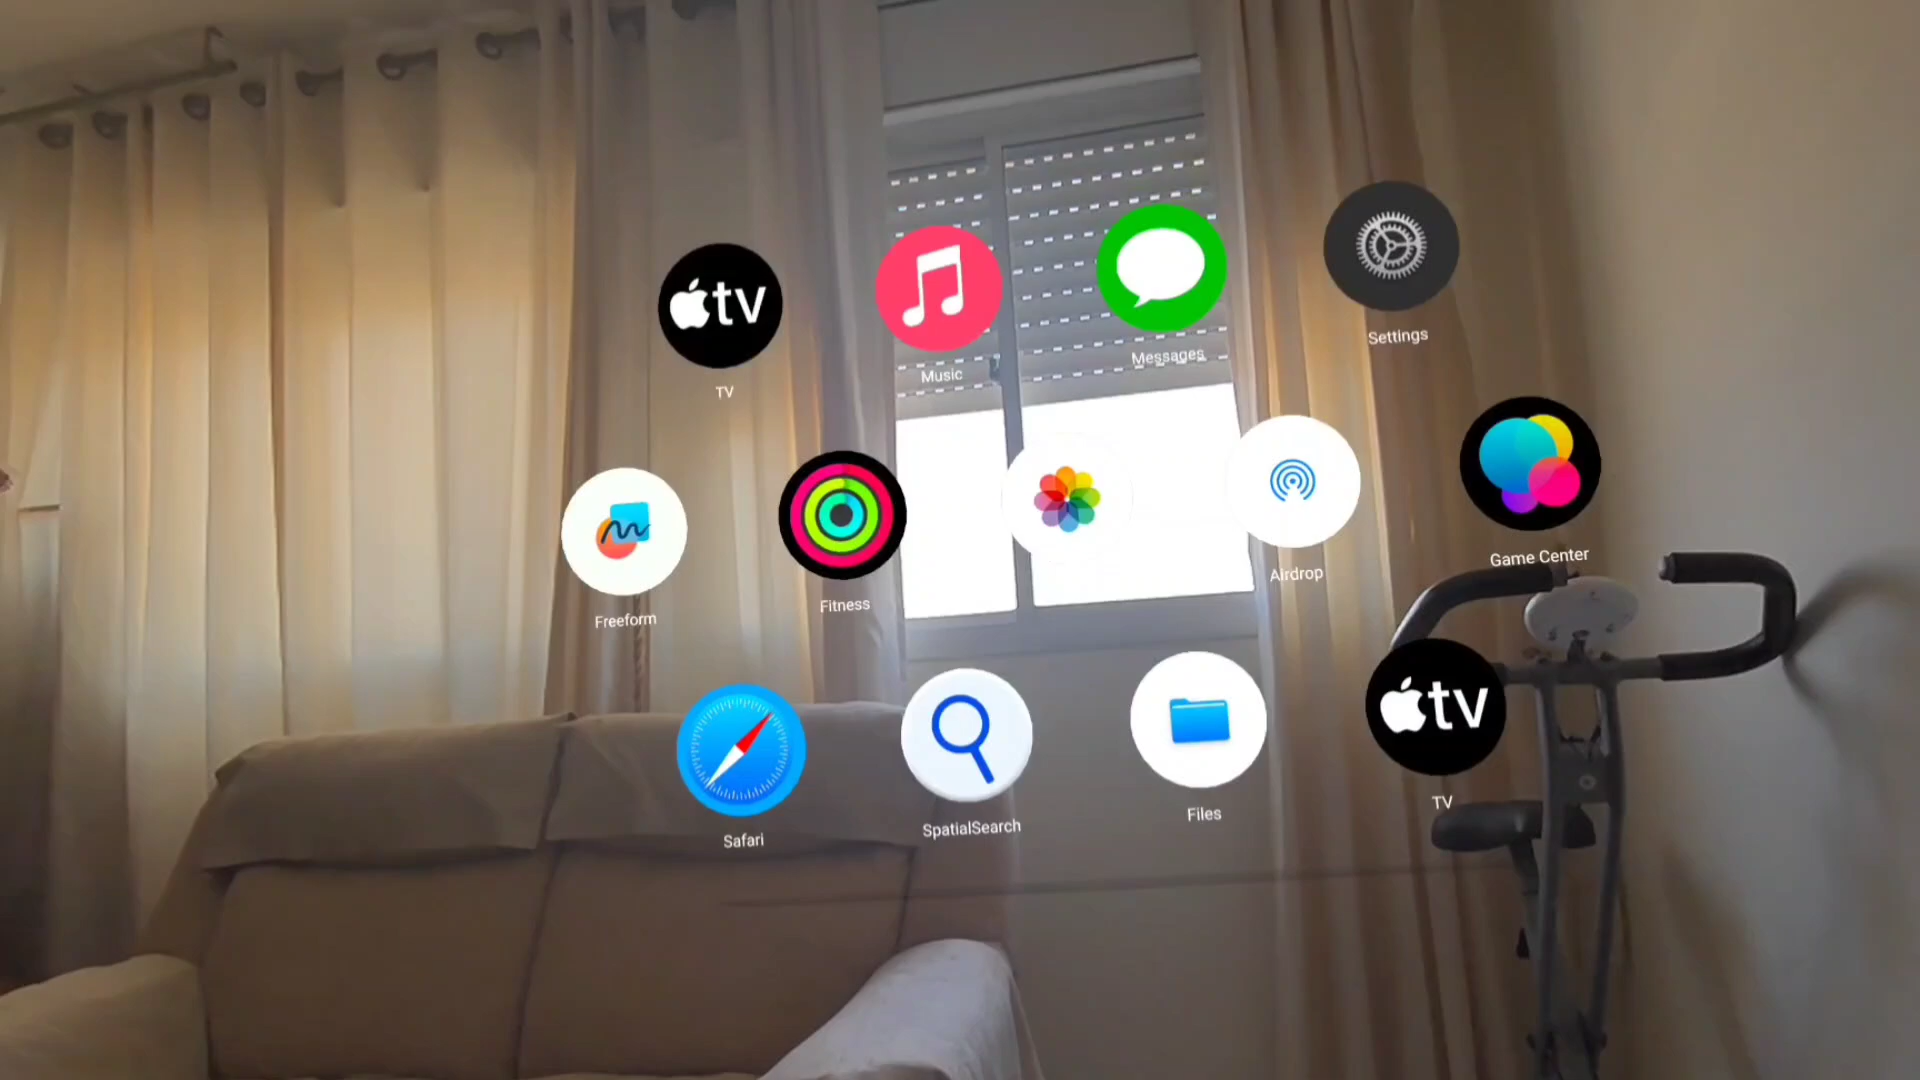 tv
TV
Music
Messages
Settings
Freeform
Fitness
Airdrop
Game Center
Safari
SpatialSearch
Files
tv
TV